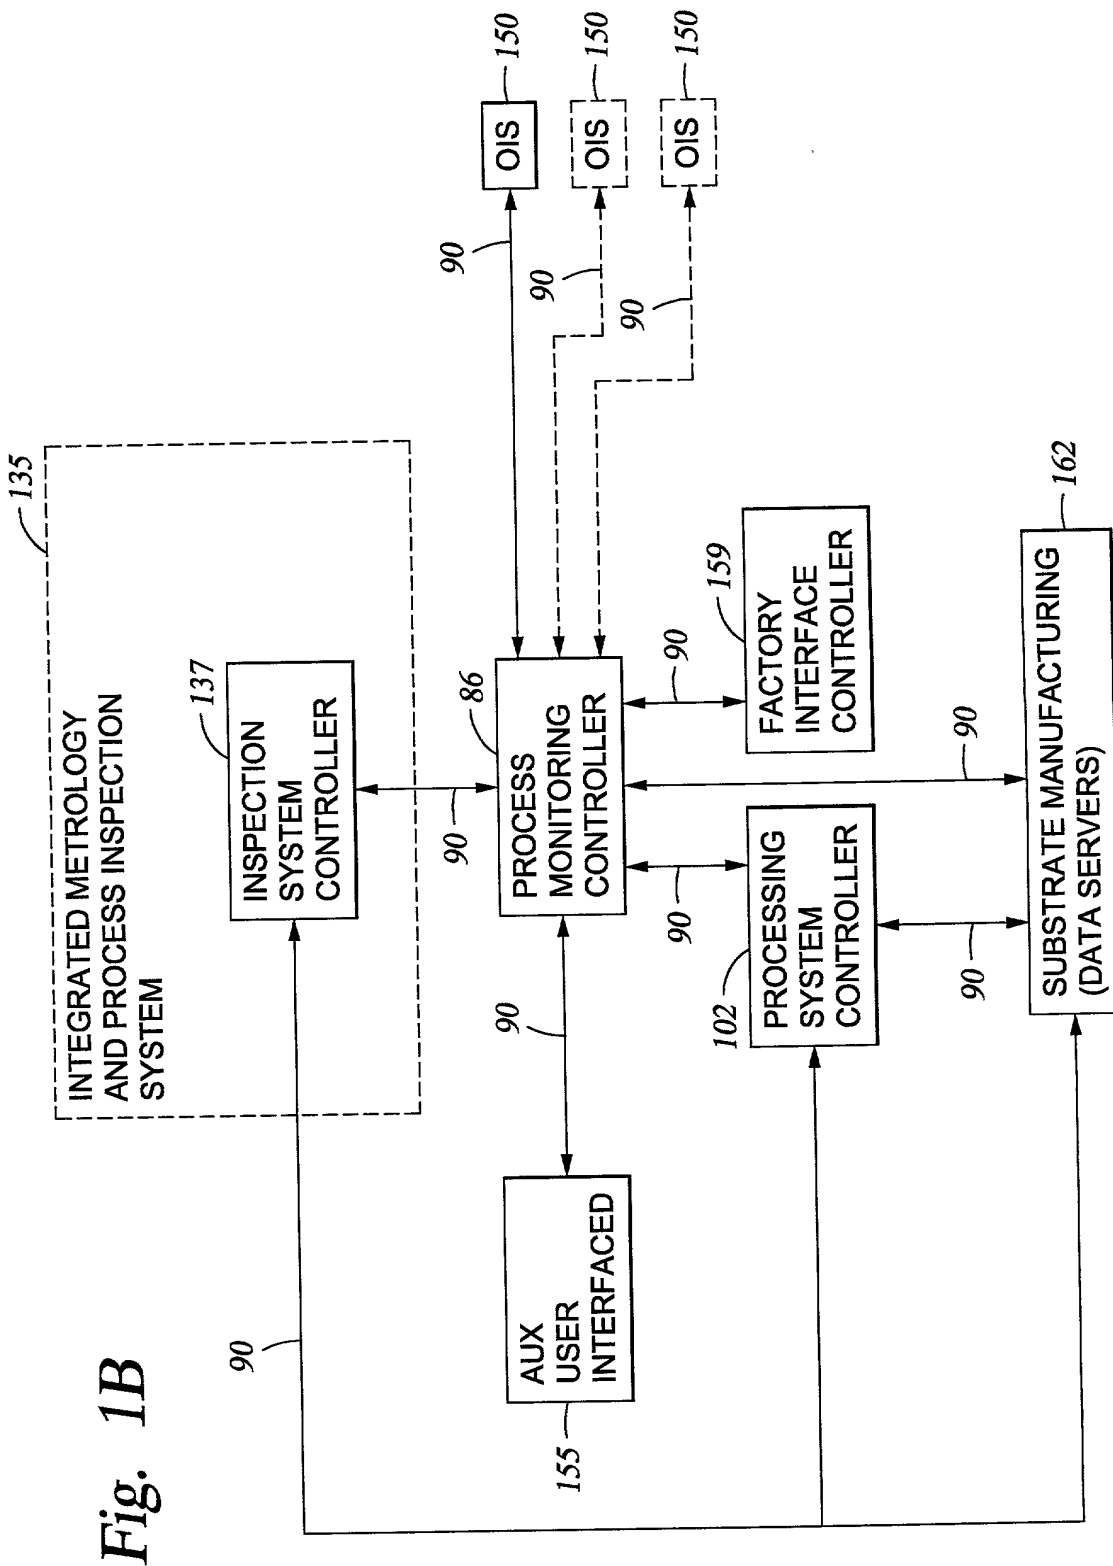 Fig. 1B
135
INTEGRATED METROLOGY
AND PROCESS INSPECTION
SYSTEM
137
INSPECTION
SYSTEM
CONTROLLER
90
90
155
AUX
USER
INTERFACED
90
86
PROCESS
MONITORING
CONTROLLER
90
OIS
150
90
OIS
150
90
OIS
150
90
90
102
PROCESSING
SYSTEM
CONTROLLER
159
FACTORY
INTERFACE
CONTROLLER
90
90
162
SUBSTRATE MANUFACTURING
(DATA SERVERS)